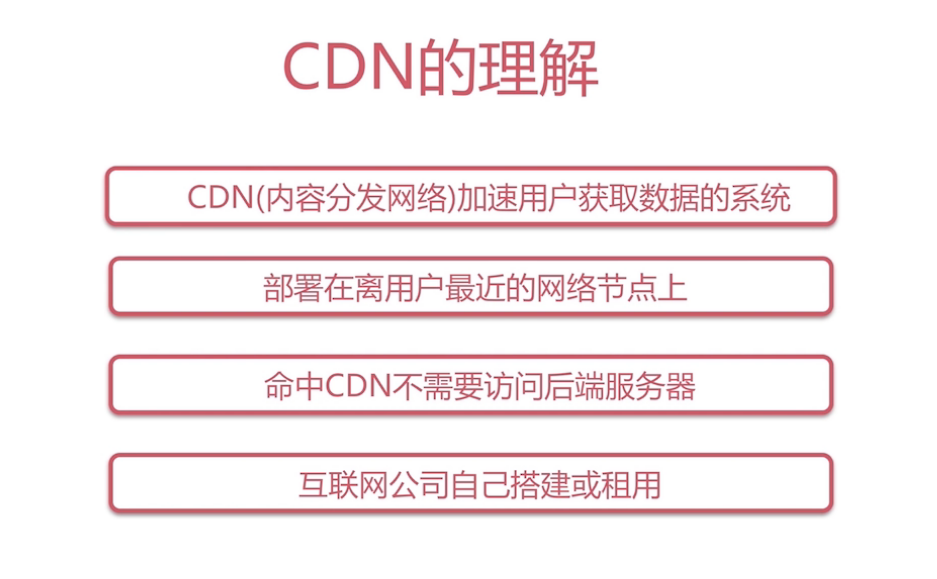 CDN的理解
CDN(内容分发网络)加速用户获取数据的系统
部署在离用户最近的网络节点上
命中CDN不需要访问后端服务器
互联网公司自己搭建或租用